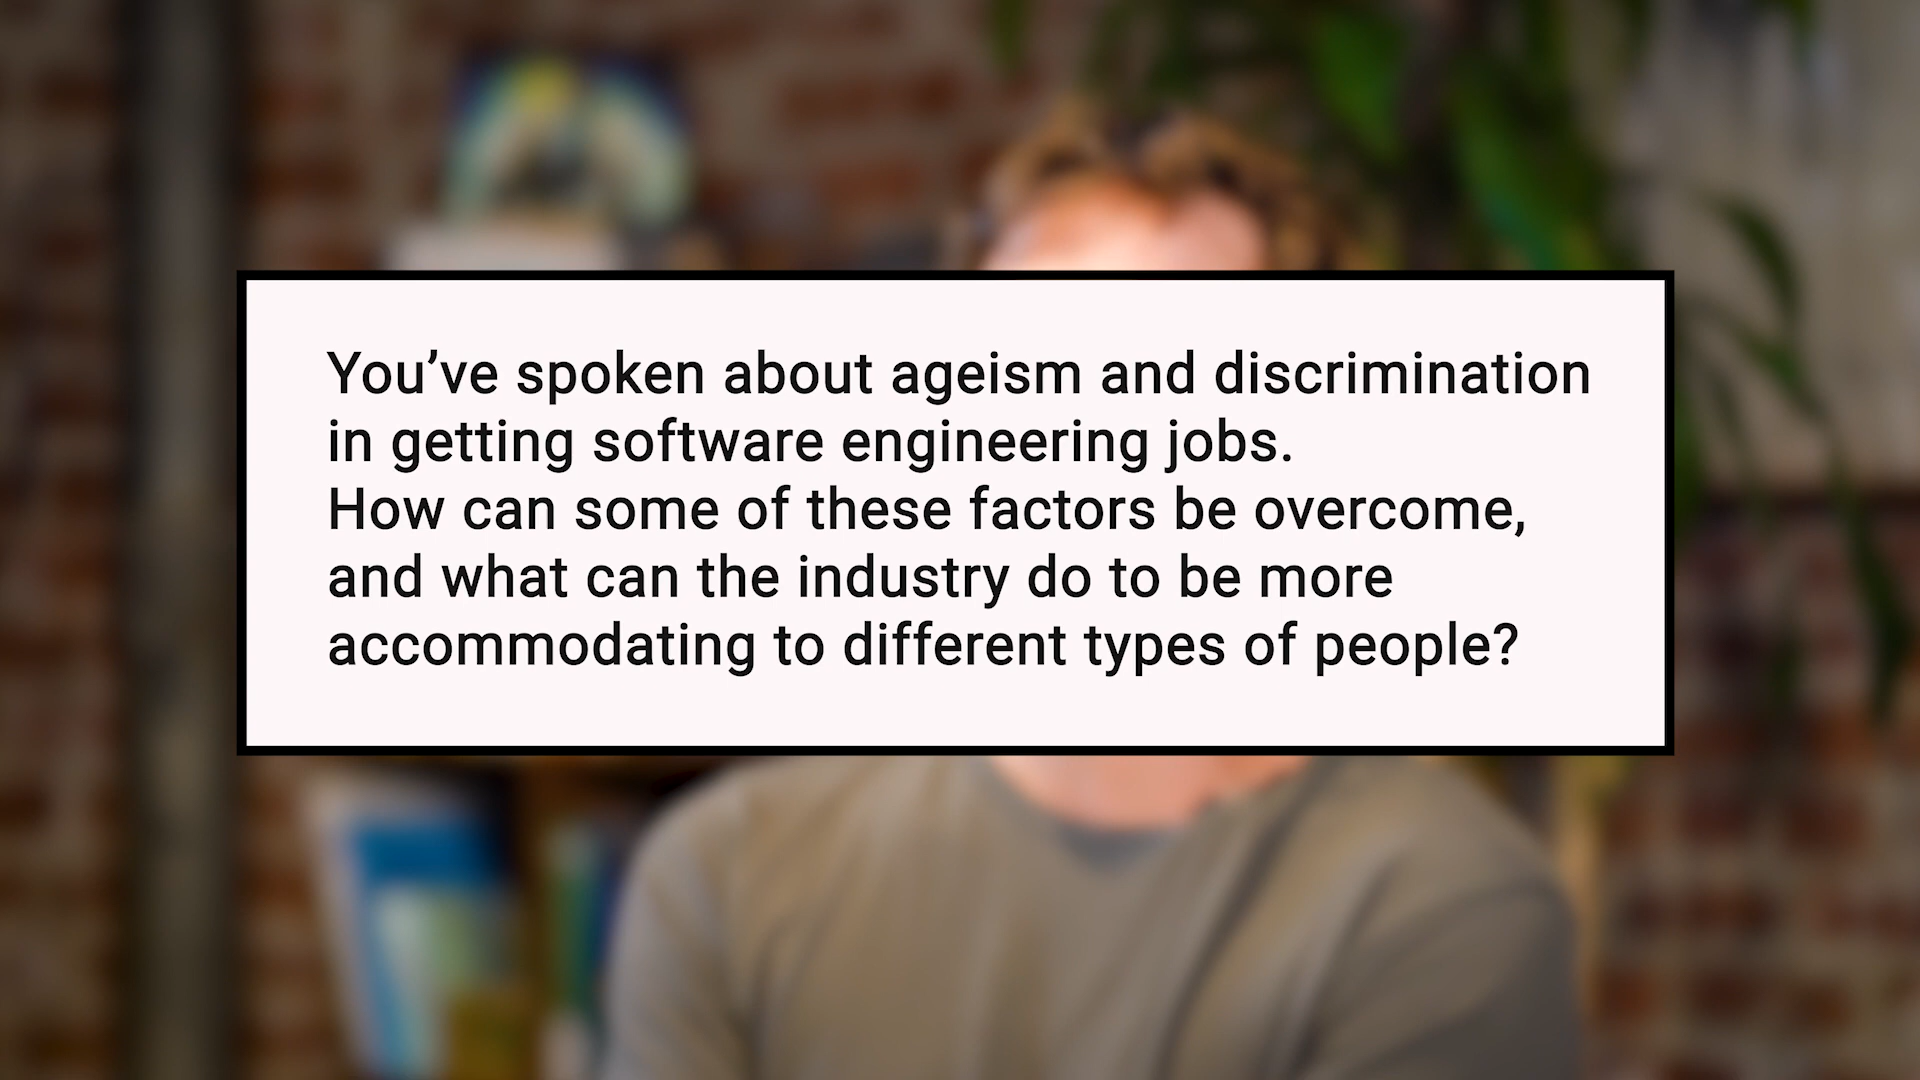 You’ve spoken about ageism and discrimination
in getting software engineering jobs.
How can some of these factors be overcome,
and what can the industry do to be more
accommodating to different types of people?